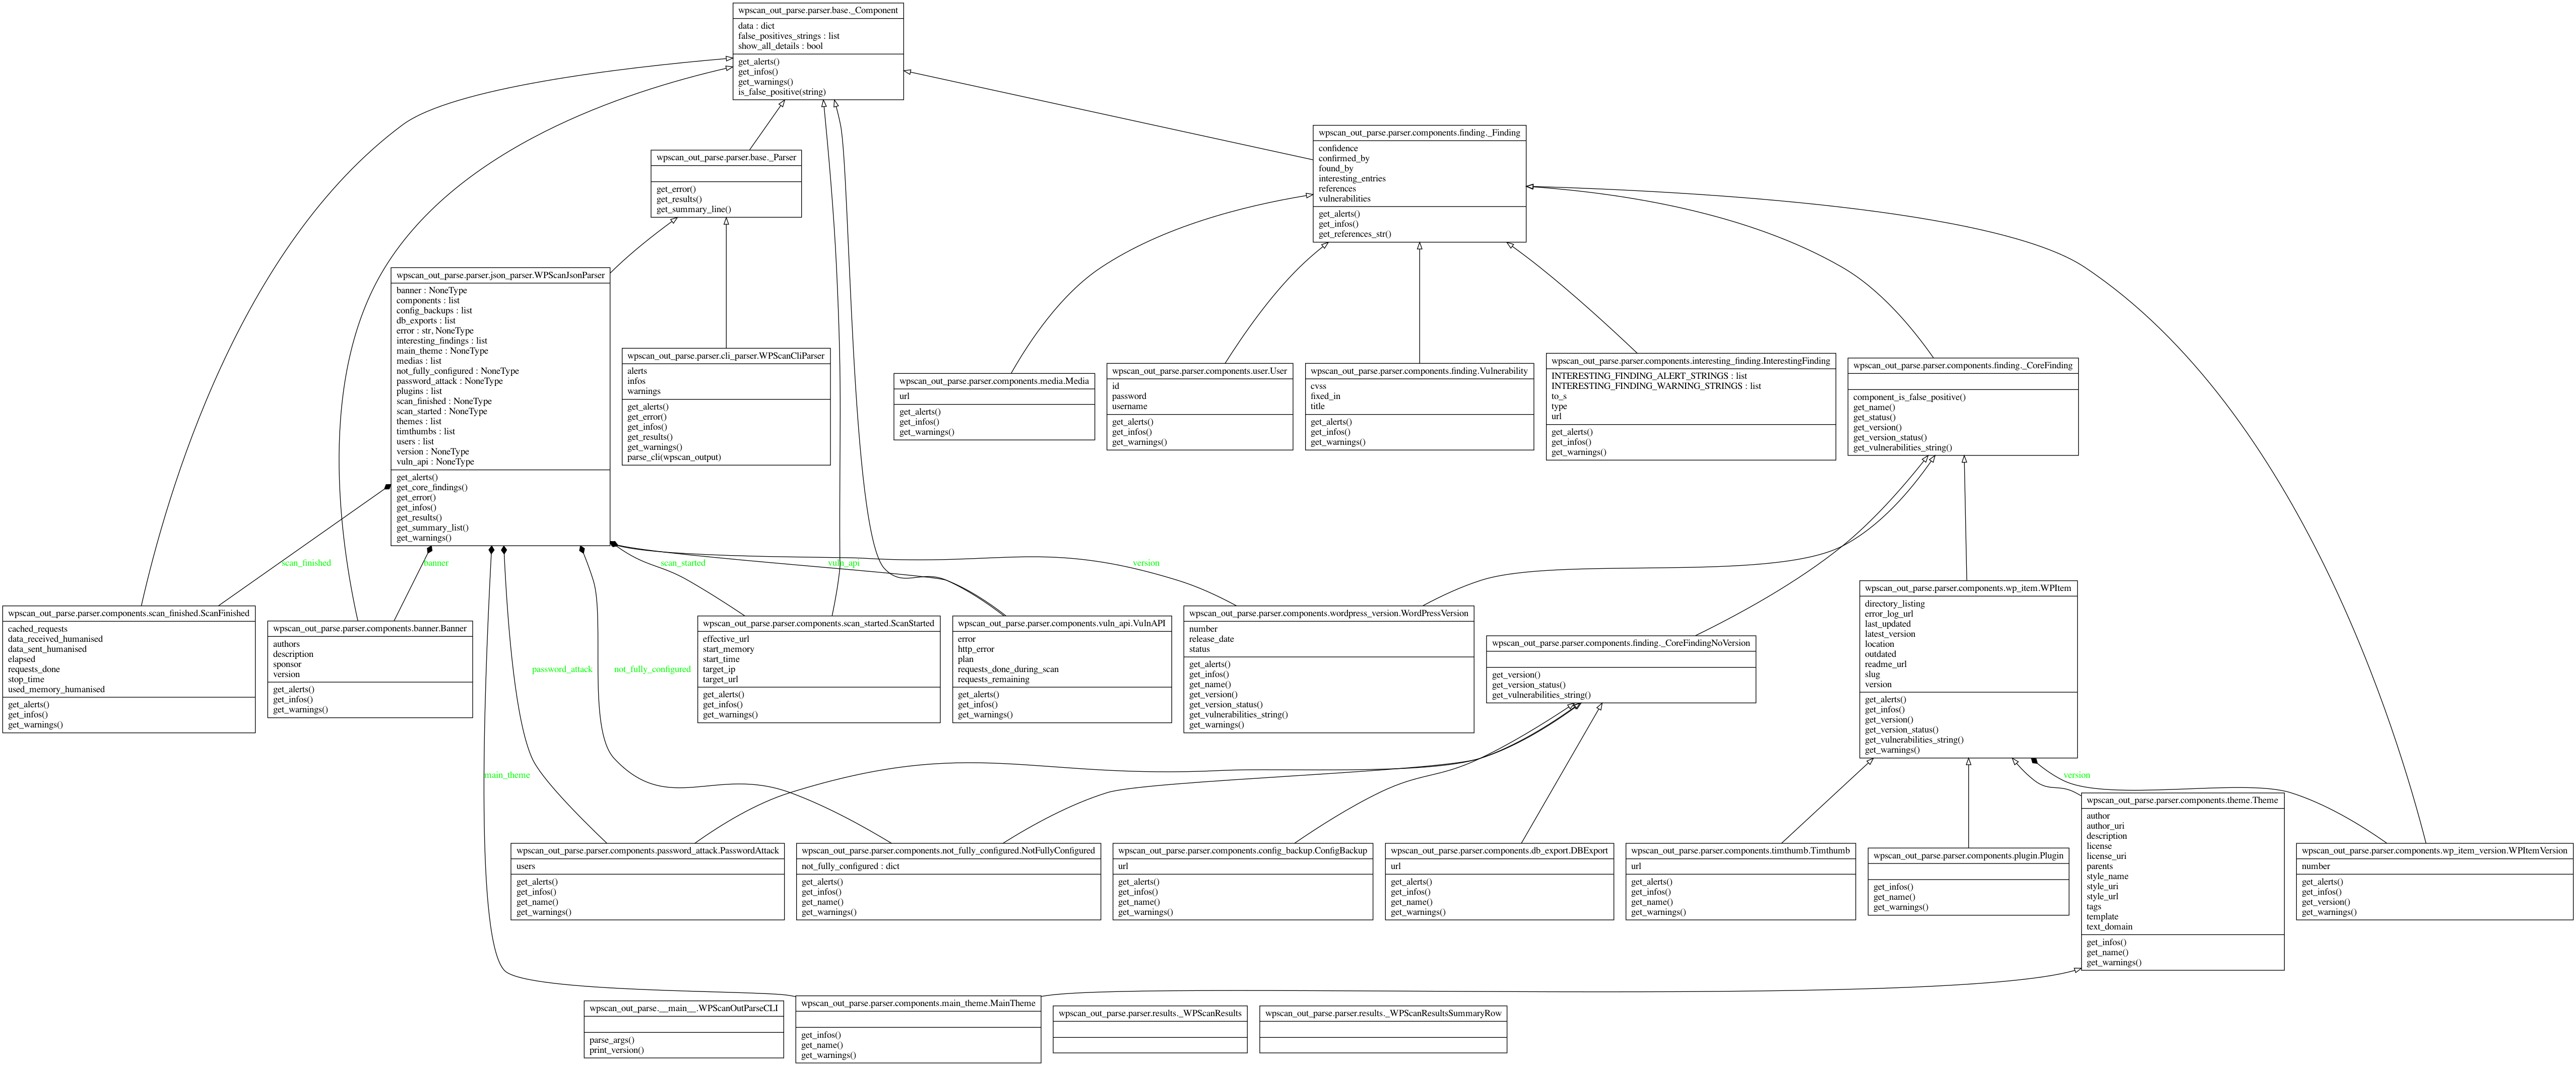 wpscan_out_parse.parser.base._Component
data : dict
false_positives_strings : list
show_all_details : bool
get_alerts()
get_infos()
get_warnings()
is_false_positive(string)
wpscan_out_parse.parser.components.finding._Finding
confidence
confirmed_by
found_by
interesting_entries
references
vulnerabilities
get_alerts()
get_infos()
get_references_str()
wpscan_out_parse.parser.base._Parser
get_error()
get_results()
get_summary_line()
wpscan_out_parse.parser.json_parser.WPScanJsonParser
banner : NoneType
components : list
config_backups : list
db_exports : list
error : str, NoneType
interesting_findings : list
main_theme : NoneType
medias : list
not_fully_configured : NoneType
password_attack : NoneType
plugins : list
scan_finished : NoneType
scan_started : NoneType
themes : list
timthumbs : list
users : list
version : NoneType
vuln_api : NoneType
get_alerts()
get_core_findings()
get_error()
get_infos()
get_results()
get_summary_list()
get_warnings()
wpscan_out_parse.parser.cli_parser.WPScanCliParser
alerts
infos
warnings
get_alerts()
get_error()
get_infos()
get_results()
get_warnings()
parse_cli(wpscan_output)
wpscan_out_parse.parser.components.media.Media
url
get_alerts()
get_infos()
get_warnings()
wpscan_out_parse.parser.components.user.User
id
password
username
get_alerts()
get_infos()
get_warnings()
wpscan_out_parse.parser.components.finding.Vulnerability
cvss
fixed_in
title
get_alerts()
get_infos()
get_warnings()
wpscan_out_parse.parser.components.interesting_finding.InterestingFinding
INTERESTING_FINDING_ALERT_STRINGS : list
INTERESTING_FINDING_WARNING_STRINGS : list
to_s
type
url
get_alerts()
get_infos()
get_warnings()
wpscan_out_parse.parser.components.finding._CoreFinding
component_is_false_positive()
get_name()
get_status()
get_version()
get_version_status()
get_vulnerabilities_string()
scan_finished
banner
scan_started
vuln_api
version
wpscan_out_parse.parser.components.scan_finished.ScanFinished
cached_requests
data_received_humanised
data_sent_humanised
elapsed
requests_done
stop_time
used_memory_humanised
get_alerts()
get_infos()
get_warnings()
wpscan_out_parse.parser.components.banner.Banner
authors
description
sponsor
version
get_alerts()
get_infos()
get_warnings()
password_attack
not_fully_configured
wpscan_out_parse.parser.components.scan_started.ScanStarted
effective_url
start_memory
start_time
target_ip
target_url
get_alerts()
get_infos()
get_warnings()
wpscan_out_parse.parser.components.vuln_api.VulnAPI
error
http_error
plan
requests_done_during_scan
requests_remaining
get_alerts()
get_infos()
get_warnings()
wpscan_out_parse.parser.components.wordpress_version.WordPressVersion
number
release_date
status
get_alerts()
get_infos()
get_name()
get_version()
get_version_status()
get_vulnerabilities_string()
get_warnings()
wpscan_out_parse.parser.components.finding._CoreFindingNoVersion
get_version()
get_version_status()
get_vulnerabilities_string()
wpscan_out_parse.parser.components.wp_item.WPItem
directory_listing
error_log_url
last_updated
latest_version
location
outdated
readme_url
slug
version
get_alerts()
get_infos()
get_version()
get_version_status()
get_vulnerabilities_string()
get_warnings()
main_theme
version
wpscan_out_parse.parser.components.password_attack.PasswordAttack
users
get_alerts()
get_infos()
get_name()
get_warnings()
wpscan_out_parse.parser.components.not_fully_configured.NotFullyConfigured
not_fully_configured : dict
get_alerts()
get_infos()
get_name()
get_warnings()
wpscan_out_parse.parser.components.config_backup.ConfigBackup
url
get_alerts()
get_infos()
get_name()
get_warnings()
wpscan_out_parse.parser.components.db_export.DBExport
url
get_alerts()
get_infos()
get_name()
get_warnings()
wpscan_out_parse.parser.components.timthumb.Timthumb
url
get_alerts()
get_infos()
get_name()
get_warnings()
wpscan_out_parse.parser.components.plugin.Plugin
get_infos()
get_name()
get_warnings()
wpscan_out_parse.parser.components.theme.Theme
author
author_uri
description
license
license_uri
parents
style_name
style_uri
style_url
tags
template
text_domain
get_infos()
get_name()
get_warnings()
wpscan_out_parse.parser.components.wp_item_version.WPItemVersion
number
get_alerts()
get_infos()
get_version()
get_warnings()
wpscan_out_parse.__main__.WPScanOutParseCLI
parse_args()
print_version()
wpscan_out_parse.parser.components.main_theme.MainTheme
get_infos()
get_name()
get_warnings()
wpscan_out_parse.parser.results._WPScanResults
wpscan_out_parse.parser.results._WPScanResultsSummaryRow